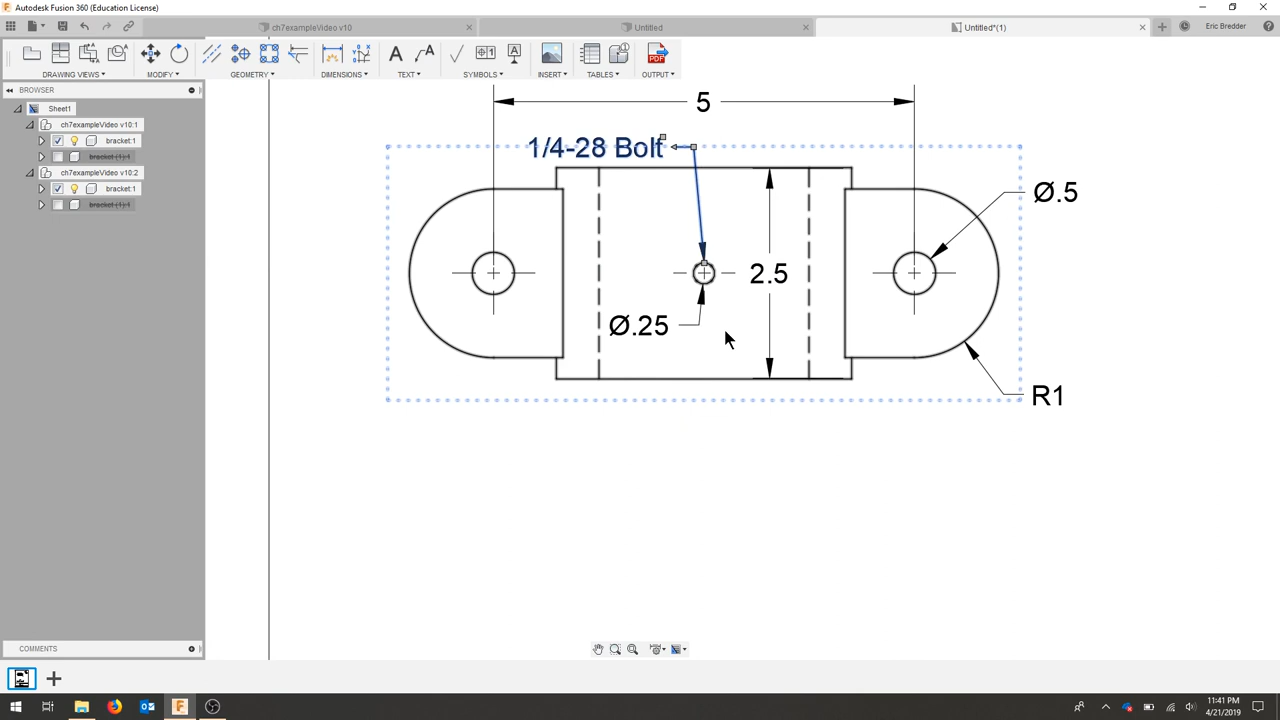 Autodesk Fusion 360 (Education License)
ch7exampleVideo v10
Untitled
Untitled*(1)
Eric Bredder
DRAWING VIEWS
MODIFY
GEOMETRY
DIMENSIONS
TEXT
SYMBOLS
INSERT
TABLES
OUTPUT
PDF
BROWSER
Sheet1
ch7exampleVideo v10:1
bracket:1
bracket(1):1
ch7exampleVideo v10:2
bracket:1
bracket(1):1
5
1/4-28 Bolt
Ø.5
2.5
Ø.25
R1
COMMENTS
11:41 PM
4/21/2019